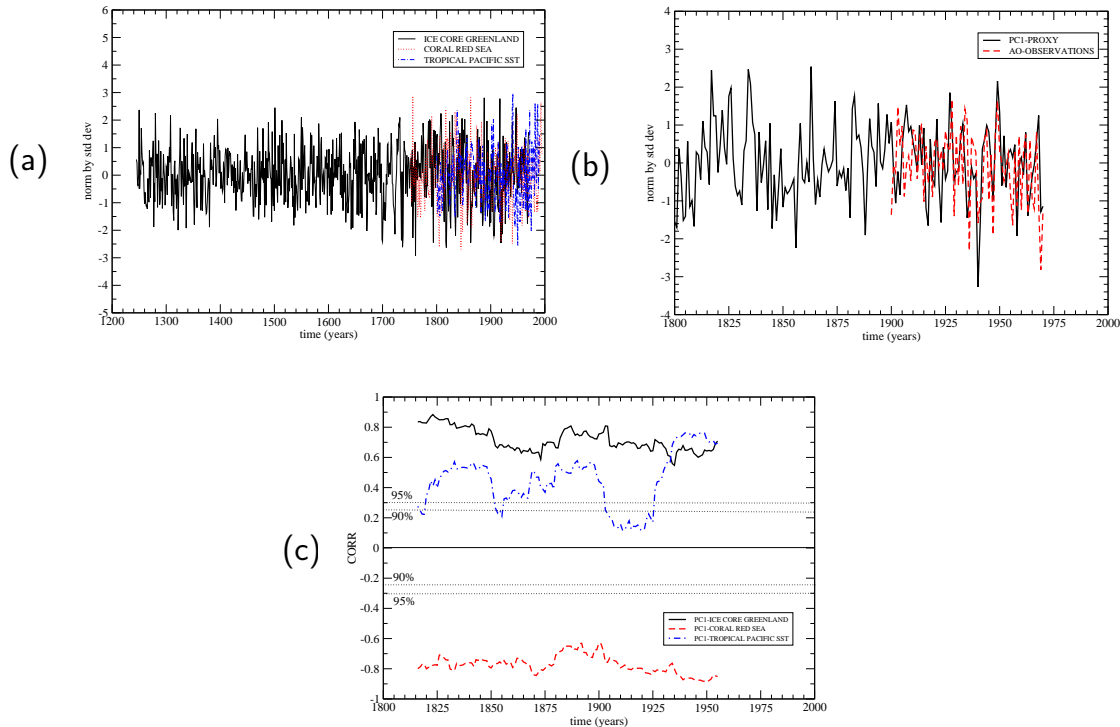 (a)
norm by std dev
6
5
4
3
2
1
0
-1
-2
-3
-4
-5
ICE CORE GREENLAND
CORAL RED SEA
TROPICAL PACIFIC SST
1200 1300 1400 1500 1600 1700 1800 1900 2000
time (years)
(b)
norm by std dev
4
3
2
1
0
-1
-2
-3
-4
PC1-PROXY
AO-OBSERVATIONS
1800 1825 1850 1875 1900 1925 1950 1975 2000
time (years)
(c)
CORR
1
0.8
0.6
0.4
0.2
0
-0.2
-0.4
-0.6
-0.8
-1
95%
90%
90%
95%
PC1-ICE CORE GREENLAND
PC1-CORAL RED SEA
PC1-TROPICAL PACIFIC SST
1800 1825 1850 1875 1900 1925 1950 1975 2000
time (years)